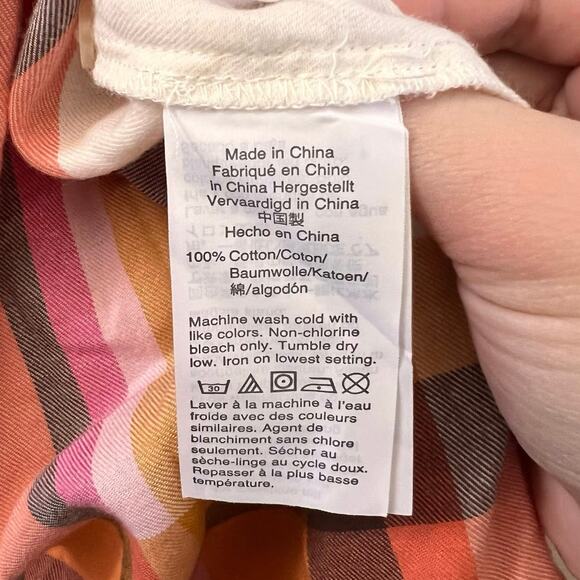 Made in China
Fabriqué en Chine
In China Hergestellt
Vervaardigd in China
中国製
Hecho en China
100% Cotton/Coton/
Baumwolle/Katoen/
綿/algodón
Machine wash cold with
like colors. Non-chlorine
bleach only. Tumble dry
low. Iron on lowest setting.
30
Laver à la machine à l'eau
froide avec des couleurs
similaires. Agent de
blanchiment sans chlore
seulement. Sécher au
sèche-linge au cycle doux.
Repasser à la plus basse
température.